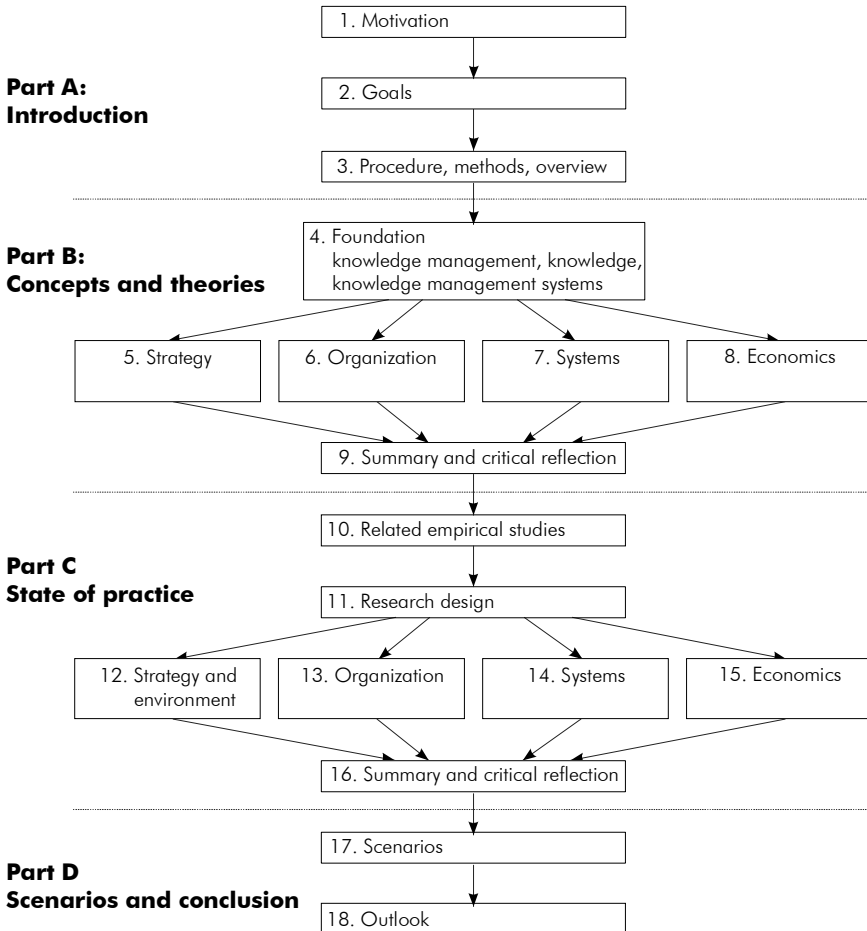 1. Motivation
Part A:
Introduction
2. Goals
3. Procedure, methods, overview
Part B:
Concepts and theories
4. Foundation
knowledge management, knowledge,
knowledge management systems
5. Strategy
6. Organization
7. Systems
8. Economics
9. Summary and critical reflection
10. Related empirical studies
Part C
State of practice
11. Research design
12. Strategy and
environment
13. Organization
14. Systems
15. Economics
16. Summary and critical reflection
17. Scenarios
Part D
Scenarios and conclusion
18. Outlook